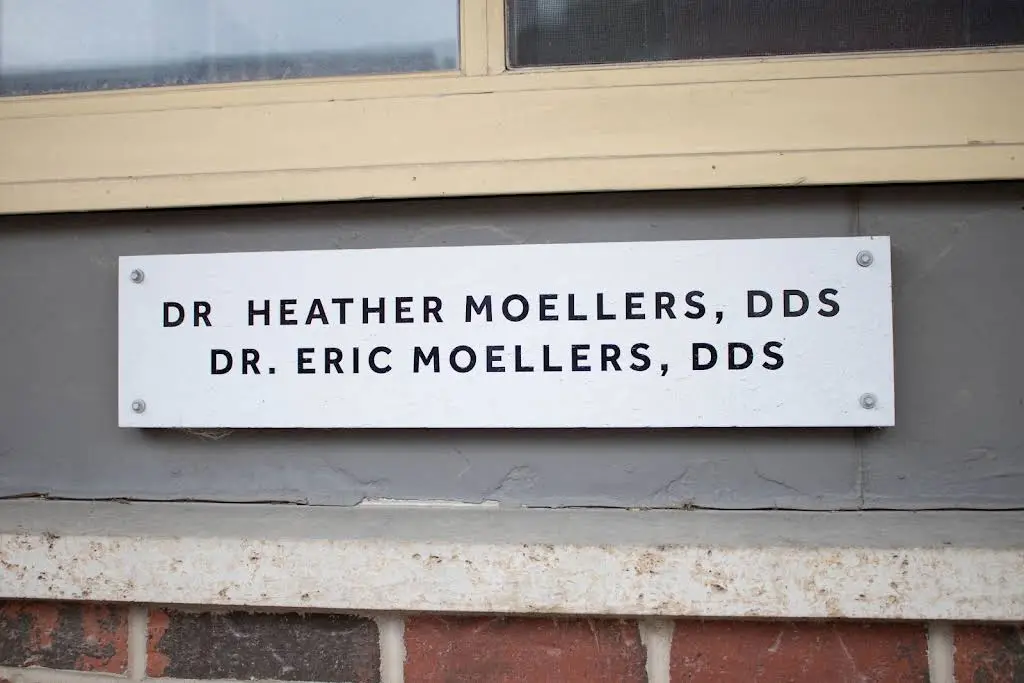 DR HEATHER MOELLERS, DDS
DR. ERIC MOELLERS, DDS